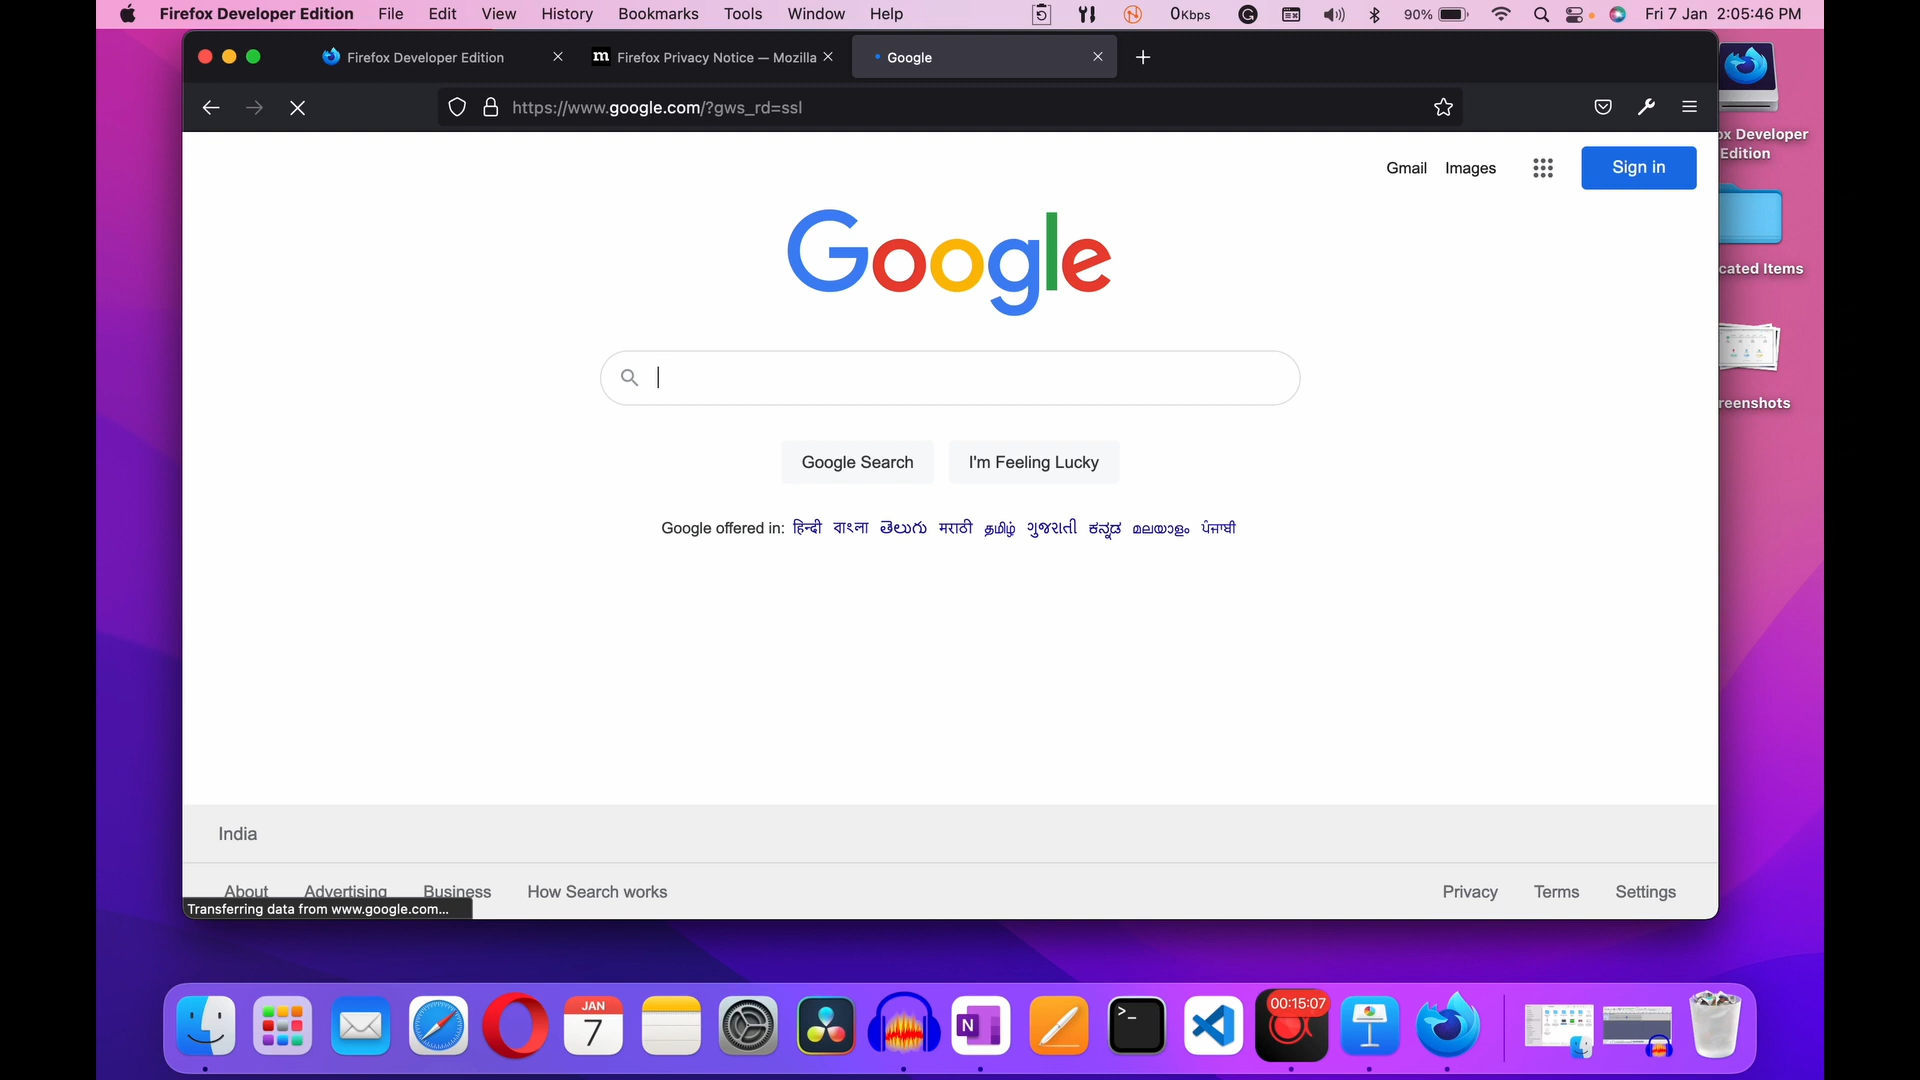 Firefox Developer Edition File Edit View History Bookmarks Tools Window Help 0Kbps 90% Fri 7 Jan 2:05:46 PM
Firefox Developer Edition Firefox Privacy Notice — Mozilla Google
https://www.google.com/?gws_rd=ssl
ox Developer
Edition
Gmail Images Sign in
Google
cated Items
reenshots
Google Search I'm Feeling Lucky
Google offered in: हिन्दी বাংলা తెలుగు मराठी தமிழ் ગુજરાતી ಕನ್ನಡ മലയാളം ਪੰਜਾਬੀ
India
About Advertising Business How Search works Privacy Terms Settings
Transferring data from www.google.com...
JAN
7
N
>_
00:15:07